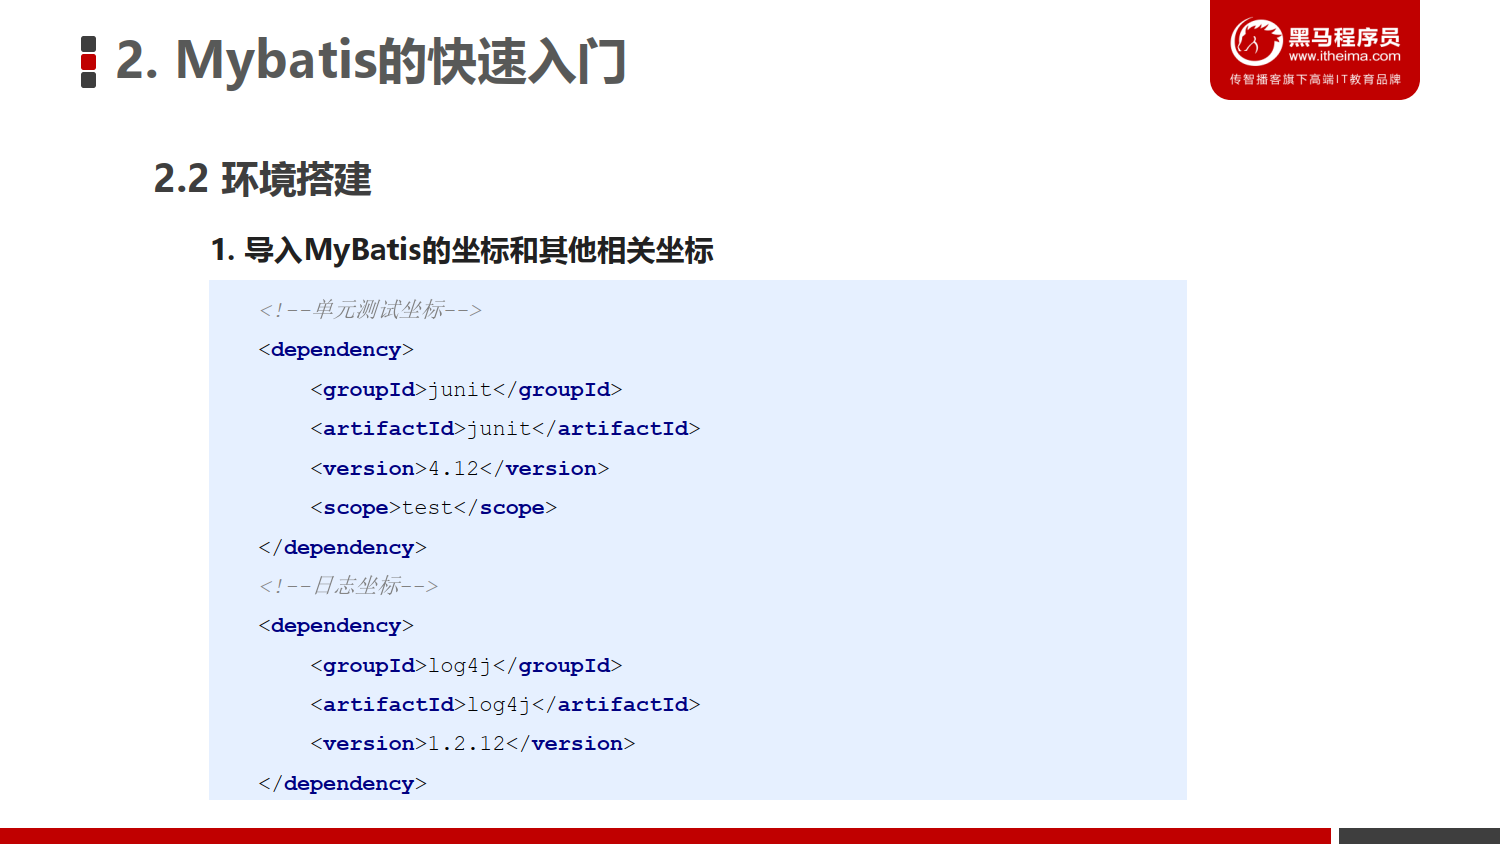 2. Mybatis的快速入门
黑马程序员
www.itheima.com
传智播客旗下高端IT教育品牌
2.2 环境搭建
1. 导入MyBatis的坐标和其他相关坐标
<!--单元测试坐标-->
<dependency>
    <groupId>junit</groupId>
    <artifactId>junit</artifactId>
    <version>4.12</version>
    <scope>test</scope>
</dependency>
<!--日志坐标-->
<dependency>
    <groupId>log4j</groupId>
    <artifactId>log4j</artifactId>
    <version>1.2.12</version>
</dependency>